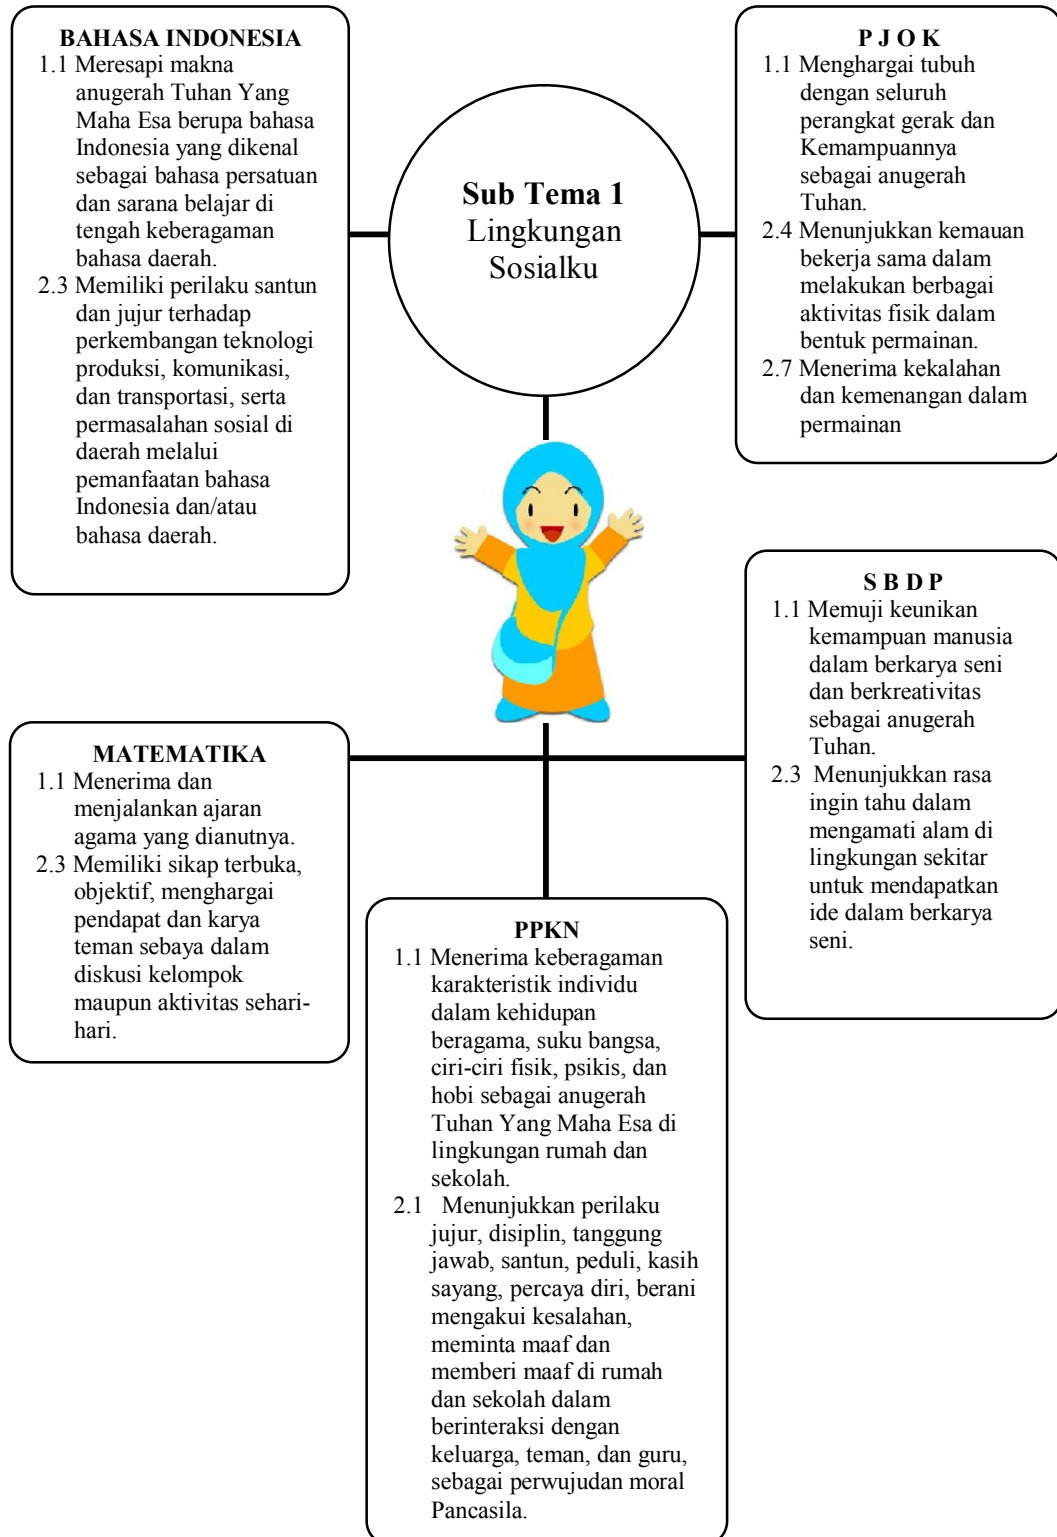 BAHASA INDONESIA
1.1 Meresapi makna
anugerah Tuhan Yang
Maha Esa berupa bahasa
Indonesia yang dikenal
sebagai bahasa persatuan
dan sarana belajar di
tengah keberagaman
bahasa daerah.
2.3 Memiliki perilaku santun
dan jujur terhadap
perkembangan teknologi
produksi, komunikasi,
dan transportasi, serta
permasalahan sosial di
daerah melalui
pemanfaatan bahasa
Indonesia dan/atau
bahasa daerah.
Sub Tema 1
Lingkungan
Sosialku
P J O K
1.1 Menghargai tubuh
dengan seluruh
perangkat gerak dan
Kemampuannya
sebagai anugerah
Tuhan.
2.4 Menunjukkan kemauan
bekerja sama dalam
melakukan berbagai
aktivitas fisik dalam
bentuk permainan.
2.7 Menerima kekalahan
dan kemenangan dalam
permainan
S B D P
1.1 Memuji keunikan
kemampuan manusia
dalam berkarya seni
dan berkreativitas
sebagai anugerah
Tuhan.
2.3 Menunjukkan rasa
ingin tahu dalam
mengamati alam di
lingkungan sekitar
untuk mendapatkan
ide dalam berkarya
seni.
MATEMATIKA
1.1 Menerima dan
menjalankan ajaran
agama yang dianutnya.
2.3 Memiliki sikap terbuka,
objektif, menghargai
pendapat dan karya
teman sebaya dalam
diskusi kelompok
maupun aktivitas sehari-
hari.
PPKN
1.1 Menerima keberagaman
karakteristik individu
dalam kehidupan
beragama, suku bangsa,
ciri-ciri fisik, psikis, dan
hobi sebagai anugerah
Tuhan Yang Maha Esa di
lingkungan rumah dan
sekolah.
2.1 Menunjukkan perilaku
jujur, disiplin, tanggung
jawab, santun, peduli, kasih
sayang, percaya diri, berani
mengakui kesalahan,
meminta maaf dan
memberi maaf di rumah
dan sekolah dalam
berinteraksi dengan
keluarga, teman, dan guru,
sebagai perwujudan moral
Pancasila.